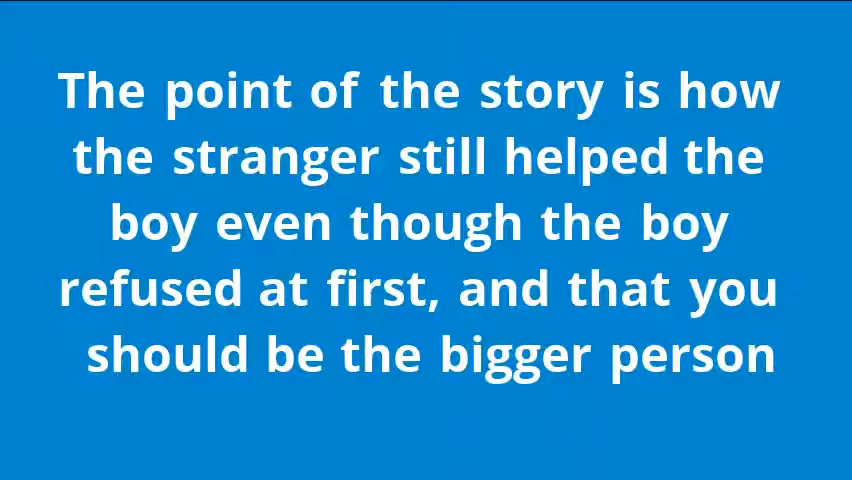 The point of the story is how
the stranger still helped the
boy even though the boy
refused at first, and that you
should be the bigger person